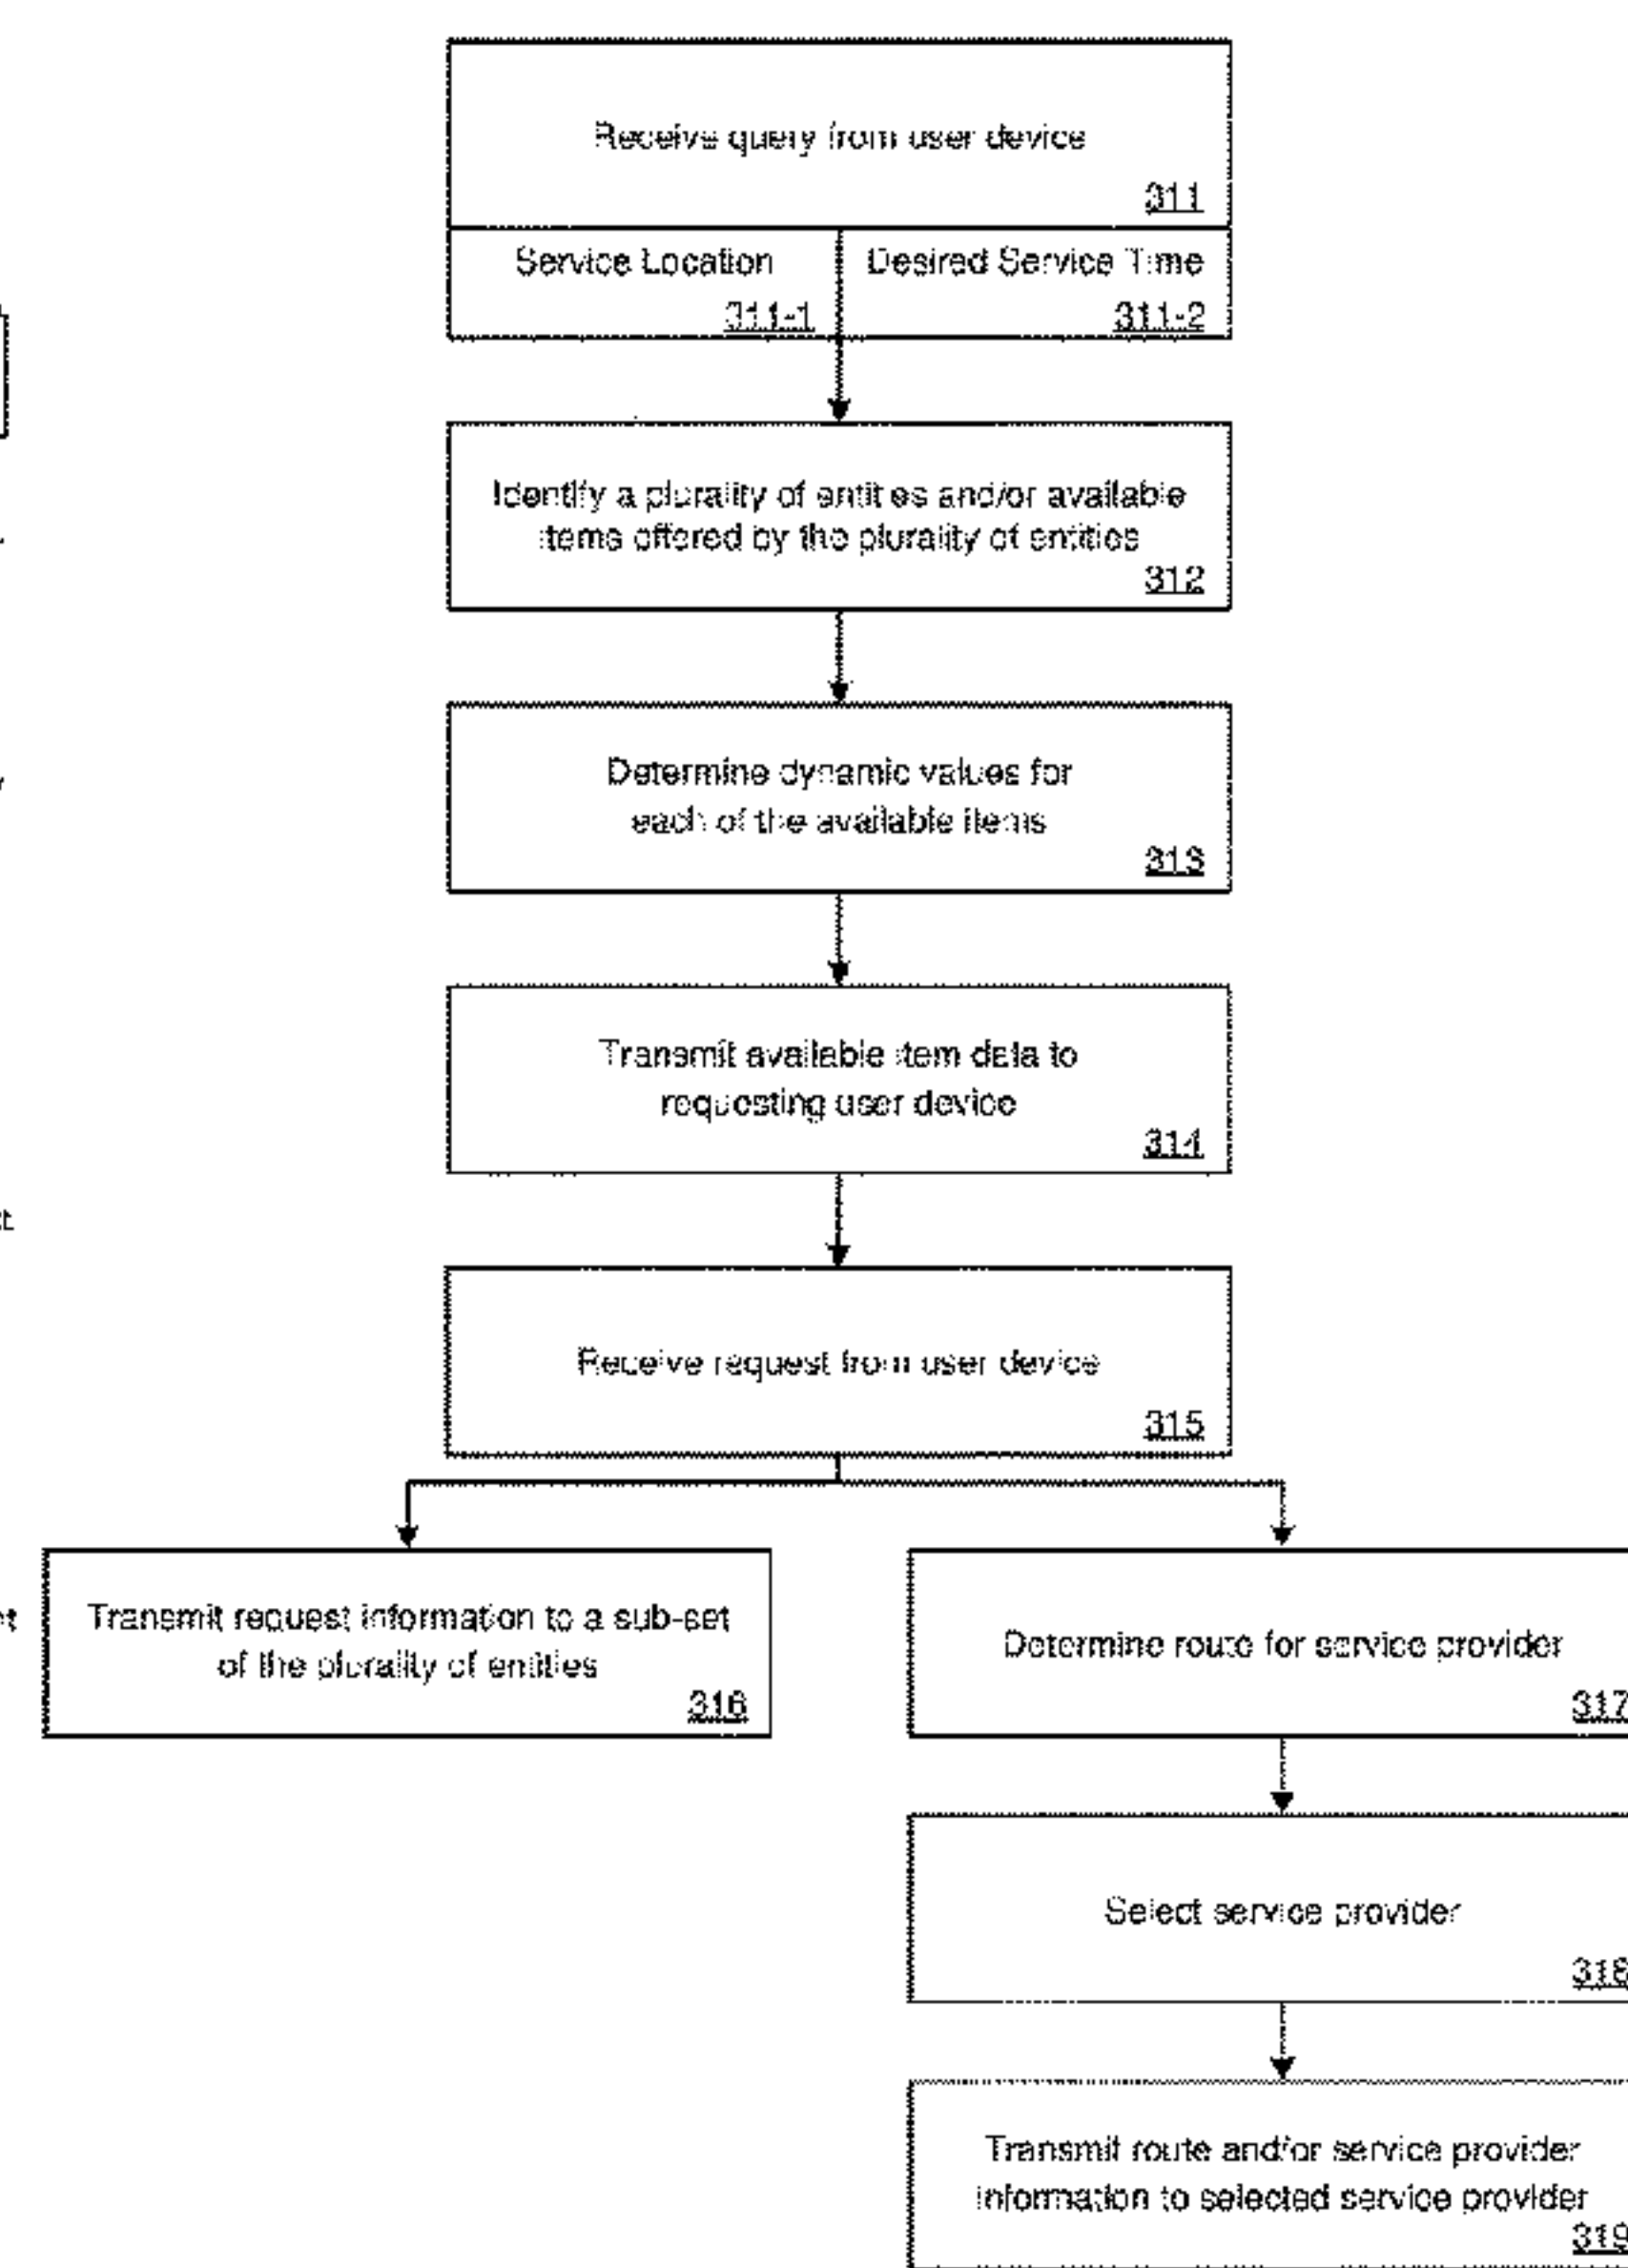 Receive query from user device
311
Service Location
311-1
Desired Service Time
311-2
Identify a plurality of entities and/or available
items offered by the plurality of entities
312
Determine dynamic values for
each of the available items
313
Transmit available item data to
requesting user device
314
Receive request from user device
315
Transmit request information to a sub-set
of the plurality of entities
316
Determine route for service provider
317
Select service provider
318
Transmit route and/or service provider
information to selected service provider
319